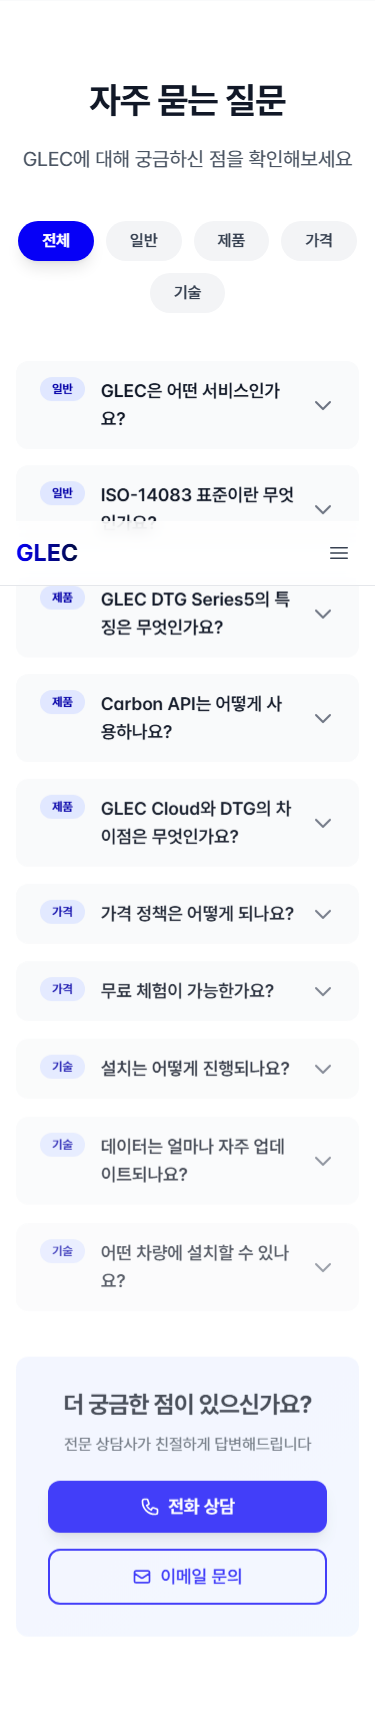 자주 묻는 질문
GLEC에 대해 궁금하신 점을 확인해보세요
전체
일반
제품
가격
기술
일반
GLEC은 어떤 서비스인가
요?
일반
ISO-14083 표준이란 무엇
인가요?
GLEC
제품
GLEC DTG Series5의 특
징은 무엇인가요?
제품
Carbon API는 어떻게 사
용하나요?
제품
GLEC Cloud와 DTG의 차
이점은 무엇인가요?
가격
가격 정책은 어떻게 되나요?
가격
무료 체험이 가능한가요?
기술
설치는 어떻게 진행되나요?
기술
데이터는 얼마나 자주 업데
이트되나요?
기술
어떤 차량에 설치할 수 있나
요?
더 궁금한 점이 있으신가요?
전문 상담사가 친절하게 답변해드립니다
전화 상담
이메일 문의